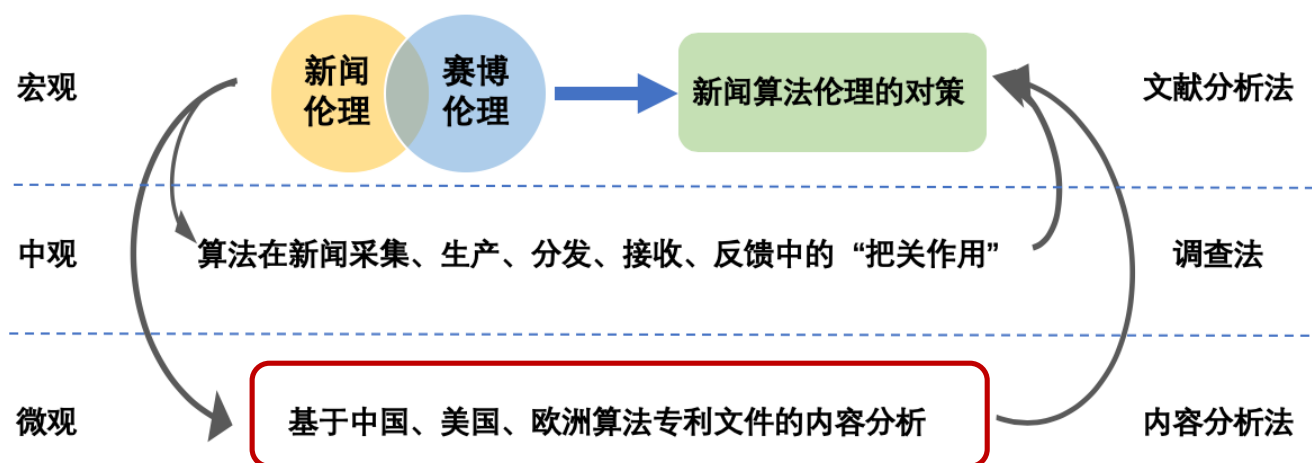 宏观
新闻
伦理
赛博
伦理
新闻算法伦理的对策
文献分析法
中观
算法在新闻采集、生产、分发、接收、反馈中的“把关作用”
调查法
微观
基于中国、美国、欧洲算法专利文件的内容分析
内容分析法